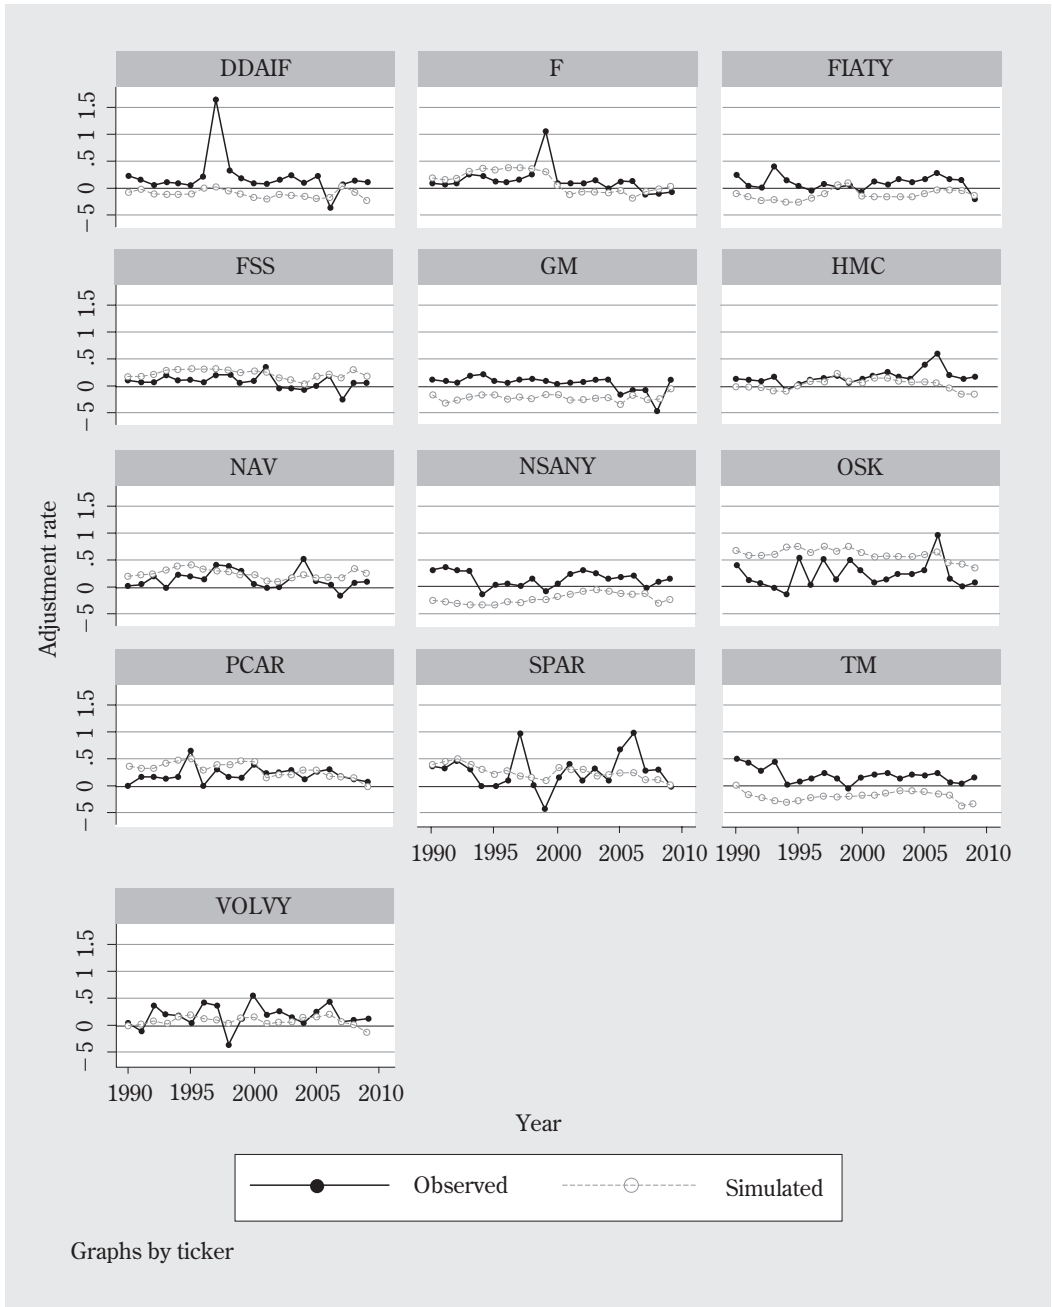 DDAIF F FIATY
1.5
1
.5
0
– 5
FSS GM HMC
1.5
1
.5
0
– 5
NAV NSANY OSK
1.5
1
.5
0
– 5
Adjustment rate
PCAR SPAR TM
1.5
1
.5
0
– 5
1990 1995 2000 2005 2010 1990 1995 2000 2005 2010
VOLVY
1.5
1
.5
0
– 5
1990 1995 2000 2005 2010
Year
Observed Simulated
Graphs by ticker